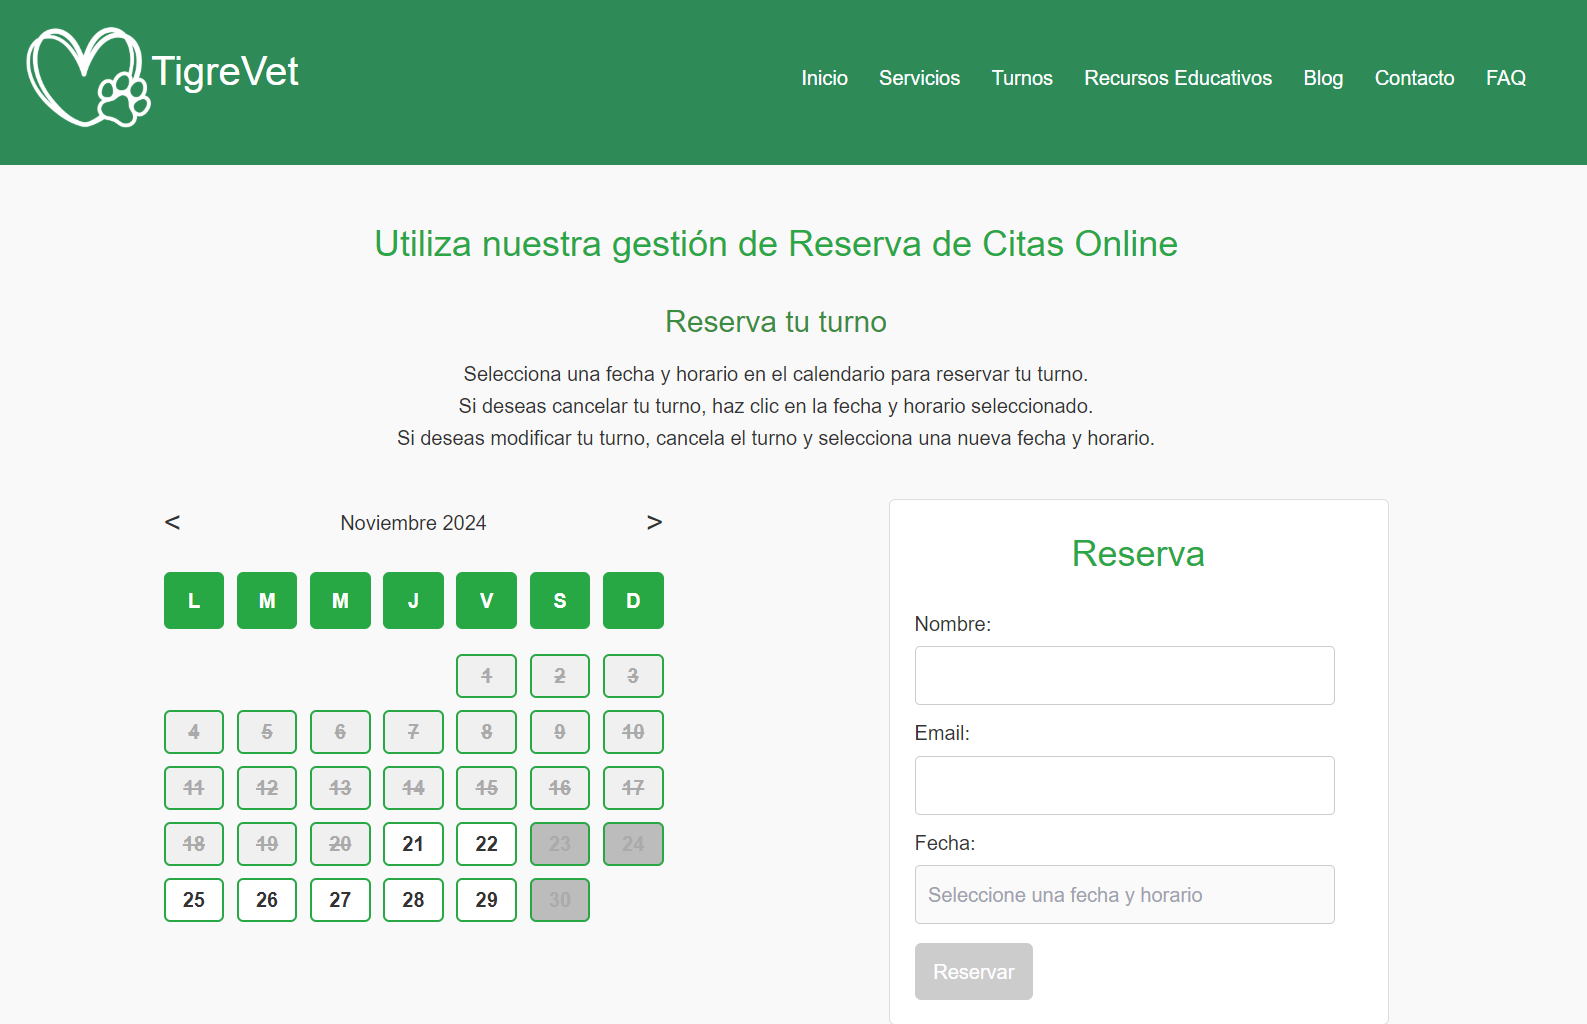 TigreVet
Inicio Servicios Turnos Recursos Educativos Blog Contacto FAQ
Utiliza nuestra gestión de Reserva de Citas Online
Reserva tu turno
Selecciona una fecha y horario en el calendario para reservar tu turno.
Si deseas cancelar tu turno, haz clic en la fecha y horario seleccionado.
Si deseas modificar tu turno, cancela el turno y selecciona una nueva fecha y horario.
< Noviembre 2024 >
L M M J V S D
1 2 3
4 5 6 7 8 9 10
11 12 13 14 15 16 17
18 19 20 21 22 23 24
25 26 27 28 29 30
Reserva
Nombre:
Email:
Fecha:
Seleccione una fecha y horario
Reservar